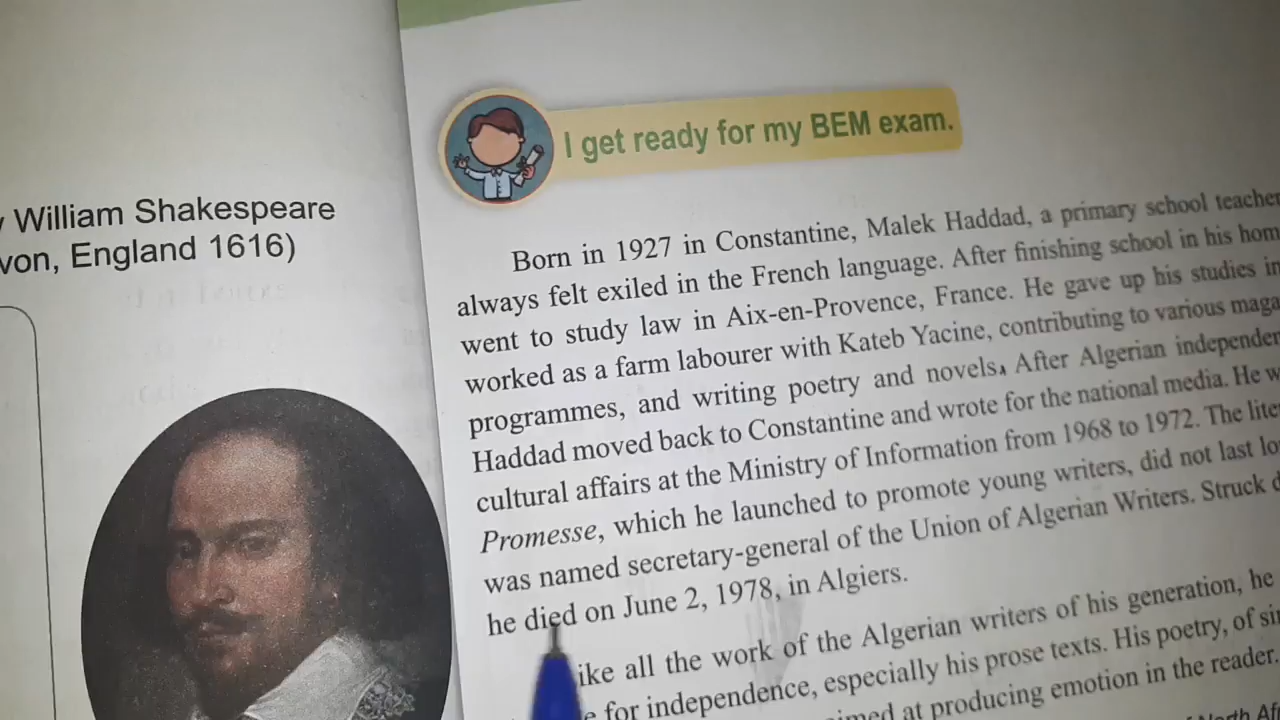 William Shakespeare
von, England 1616)
I get ready for my BEM exam.
Born in 1927 in Constantine, Malek Haddad, a primary school teacher
always felt exiled in the French language. After finishing school in his hom
went to study law in Aix-en-Provence, France. He gave up his studies in
worked as a farm labourer with Kateb Yacine, contributing to various maga
programmes, and writing poetry and novels. After Algerian independen
Haddad moved back to Constantine and wrote for the national media. He w
cultural affairs at the Ministry of Information from 1968 to 1972. The lite
Promesse, which he launched to promote young writers, did not last lo
was named secretary-general of the Union of Algerian Writers. Struck d
he died on June 2, 1978, in Algiers.
ike all the work of the Algerian writers of his generation, he
e for independence, especially his prose texts. His poetry, of sin
imed at producing emotion in the reader.
North Af